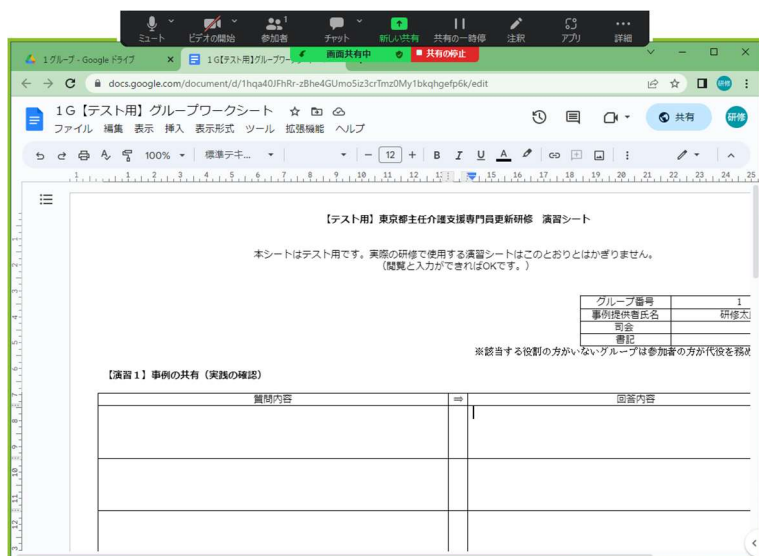 ミュート ビデオの開始 参加者 1 チャット 新しい共有 共有の一時停止 注釈 アプリ 詳細
画面共有中 共有の停止
1グループ - Google ドライブ
1G【テスト用】グループワーク
docs.google.com/document/d/1hqa40JFhRr-zBhe4GUmo5iz3crTmz0My1bkqhgefp6k/edit
研修
1G【テスト用】グループワークシート
ファイル 編集 表示 挿入 表示形式 ツール 拡張機能 ヘルプ
共有
研修
100% 標準テキ... 12 B I U A
【テスト用】東京都主任介護支援専門員更新研修 演習シート
本シートはテスト用です。実際の研修で使用する演習シートはこのとおりとはかぎりません。
(閲覧と入力ができればOKです。)
グループ番号 1
事例提供者氏名 研修太
司会
書記
※該当する役割の方がいないグループは参加者の方が代役を務め
【演習1】事例の共有(実践の確認)
質問内容 ⇒ 回答内容